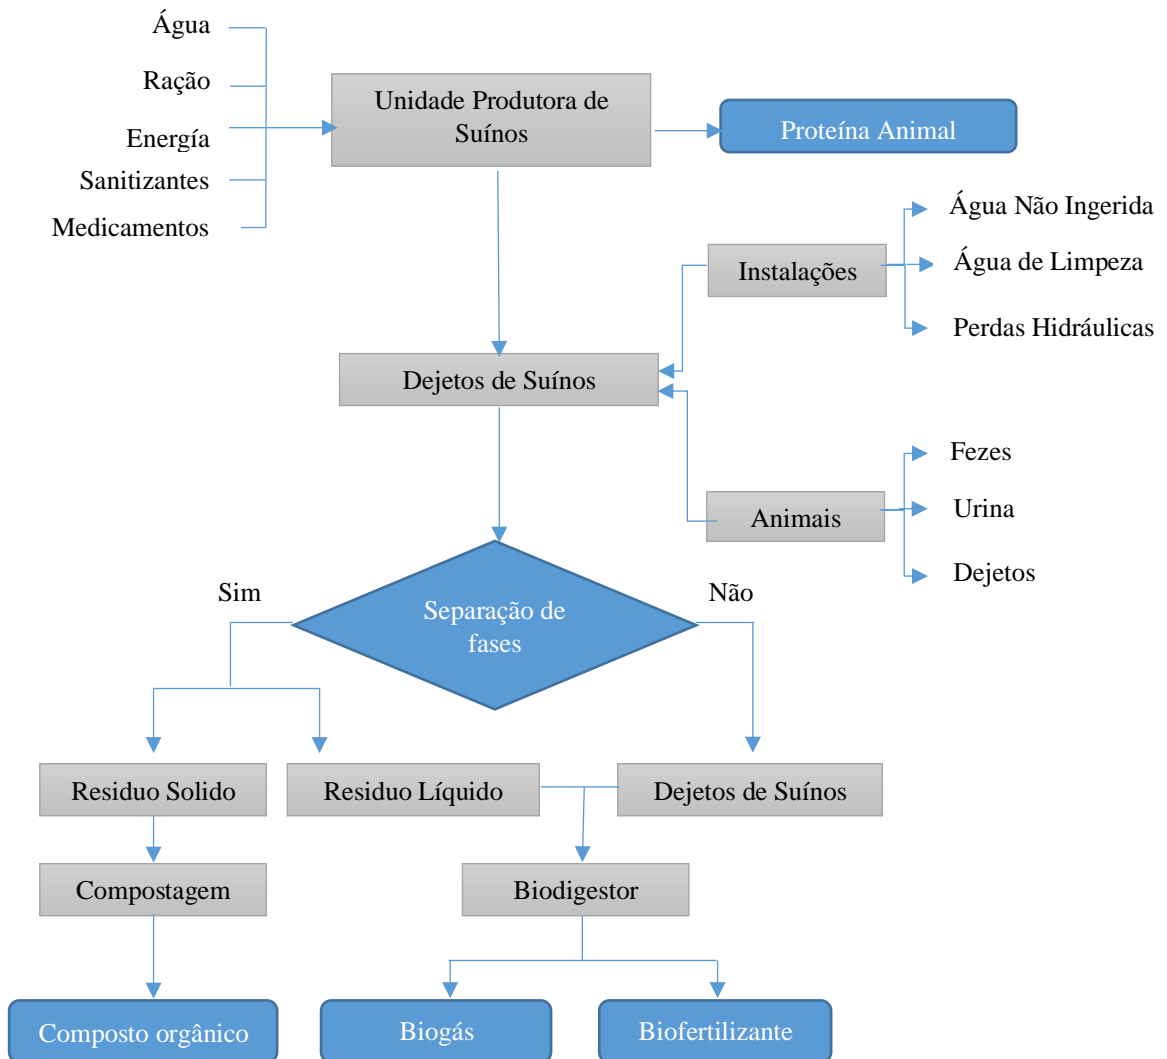 Água
Ração
Energía
Sanitizantes
Medicamentos
Unidade Produtora de
Suínos
Proteína Animal
Água Não Ingerida
Instalações
Água de Limpeza
Perdas Hidráulicas
Dejetos de Suínos
Fezes
Animais
Urina
Dejetos
Sim
Separação de
fases
Não
Residuo Solido
Residuo Líquido
Dejetos de Suínos
Compostagem
Biodigestor
Composto orgânico
Biogás
Biofertilizante